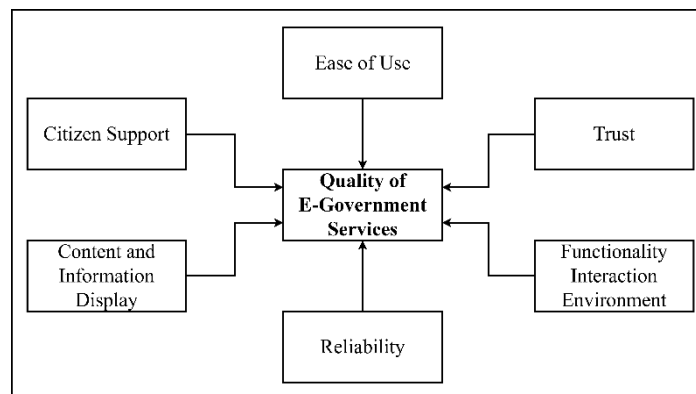 Ease of Use
Citizen Support
Trust
Quality of
E-Government
Services
Content and
Information
Display
Functionality
Interaction
Environment
Reliability